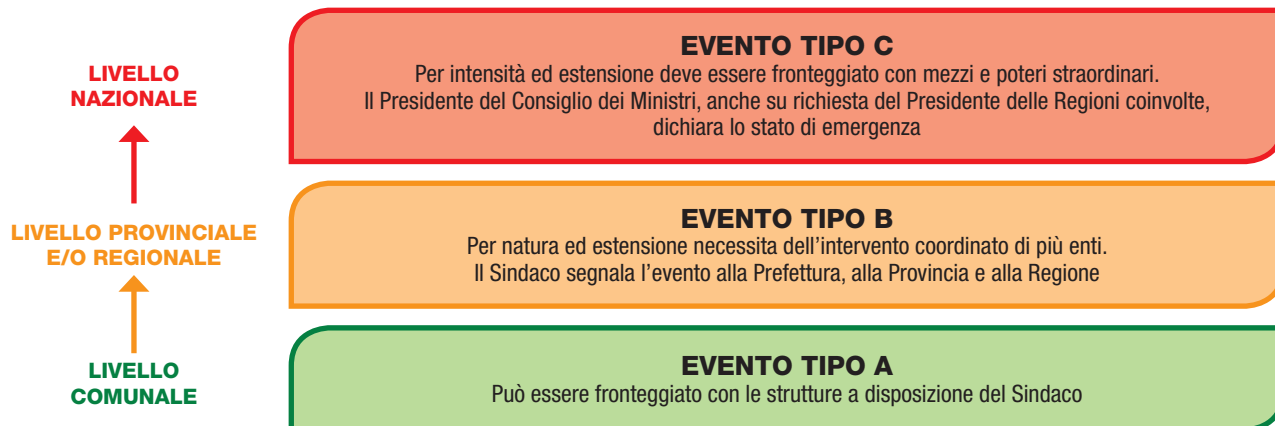 LIVELLO
NAZIONALE
EVENTO TIPO C
Per intensità ed estensione deve essere fronteggiato con mezzi e poteri straordinari.
Il Presidente del Consiglio dei Ministri, anche su richiesta del Presidente delle Regioni coinvolte,
dichiara lo stato di emergenza
LIVELLO PROVINCIALE
E/O REGIONALE
EVENTO TIPO B
Per natura ed estensione necessita dell'intervento coordinato di più enti.
Il Sindaco segnala l'evento alla Prefettura, alla Provincia e alla Regione
LIVELLO
COMUNALE
EVENTO TIPO A
Può essere fronteggiato con le strutture a disposizione del Sindaco